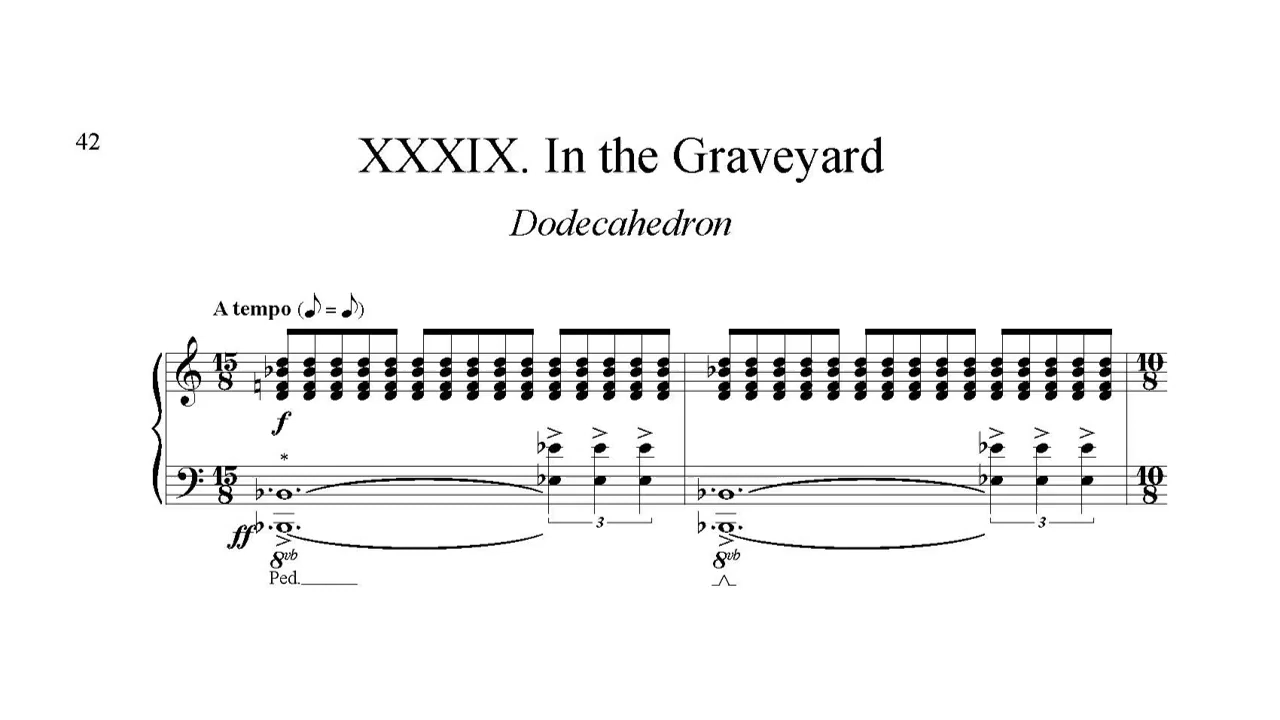 42
XXXIX. In the Graveyard
Dodecahedron
A tempo (♪ = ♪)
15 8 10 8
f
*
15 8 10 8
3 3
ff
8vb 8vb
Ped.